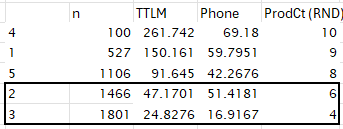 n TTLM Phone ProdCt (RND)
4 100 261.742 69.18 10
1 527 150.161 59.7951 9
5 1106 91.645 42.2676 8
2 1466 47.1701 51.4181 6
3 1801 24.8276 16.9167 4